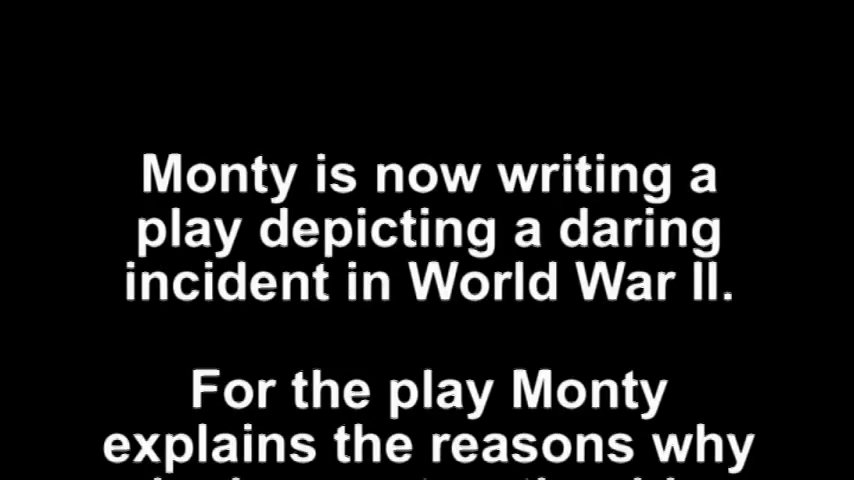 Monty is now writing a
play depicting a daring
incident in World War II.
For the play Monty
explains the reasons why